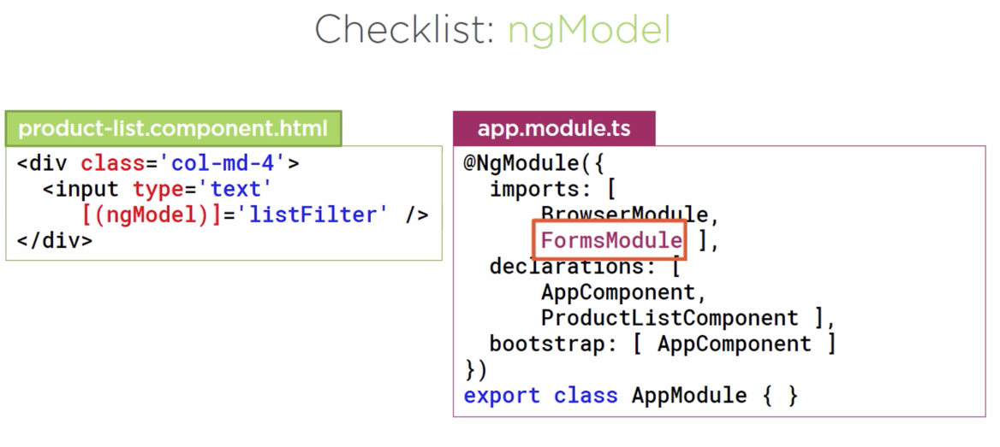 Checklist: ngModel
product-list.component.html
<div class='col-md-4'>
<input type='text'
[(ngModel)]='listFilter' />
</div>
app.module.ts
@NgModule({
imports: [
BrowserModule,
FormsModule ],
declarations: [
AppComponent,
ProductListComponent ],
bootstrap: [ AppComponent ]
})
export class AppModule { }